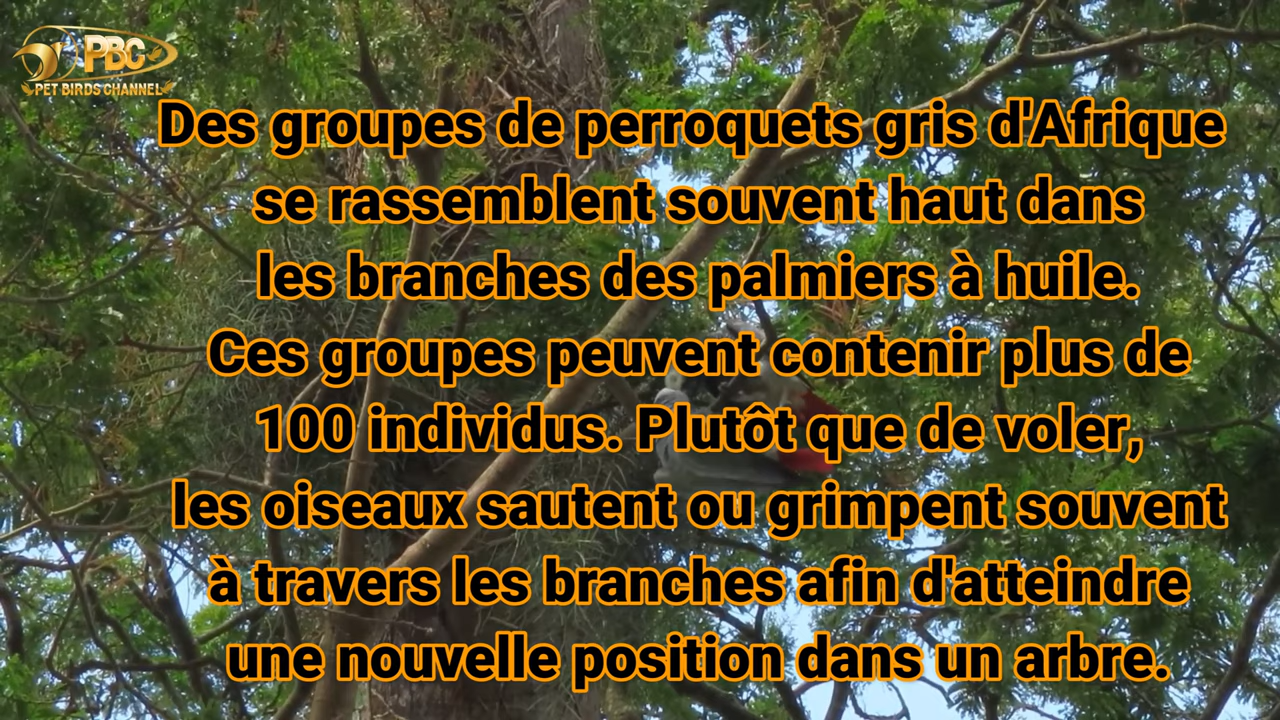 PBC
PET BIRDS CHANNEL
Des groupes de perroquets gris d'Afrique
se rassemblent souvent haut dans
les branches des palmiers à huile.
Ces groupes peuvent contenir plus de
100 individus. Plutôt que de voler,
les oiseaux sautent ou grimpent souvent
à travers les branches afin d'atteindre
une nouvelle position dans un arbre.